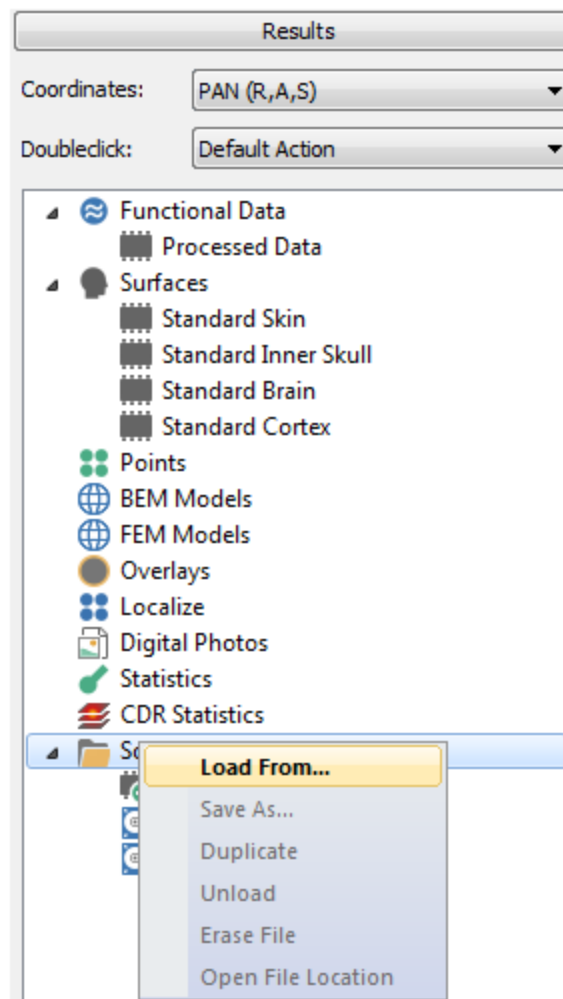 Results
Coordinates: PAN (R,A,S)
Doubleclick: Default Action
Functional Data
Processed Data
Surfaces
Standard Skin
Standard Inner Skull
Standard Brain
Standard Cortex
Points
BEM Models
FEM Models
Overlays
Localize
Digital Photos
Statistics
CDR Statistics
Load From...
Save As...
Duplicate
Unload
Erase File
Open File Location